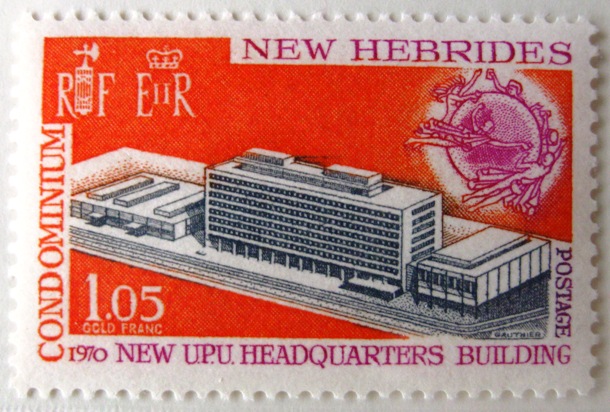 NEW HEBRIDES
RF EIIR
CONDOMINIUM
1.05
GOLD FRANC
POSTAGE
GAUTHIER
1970 NEW U.P.U. HEADQUARTERS BUILDING